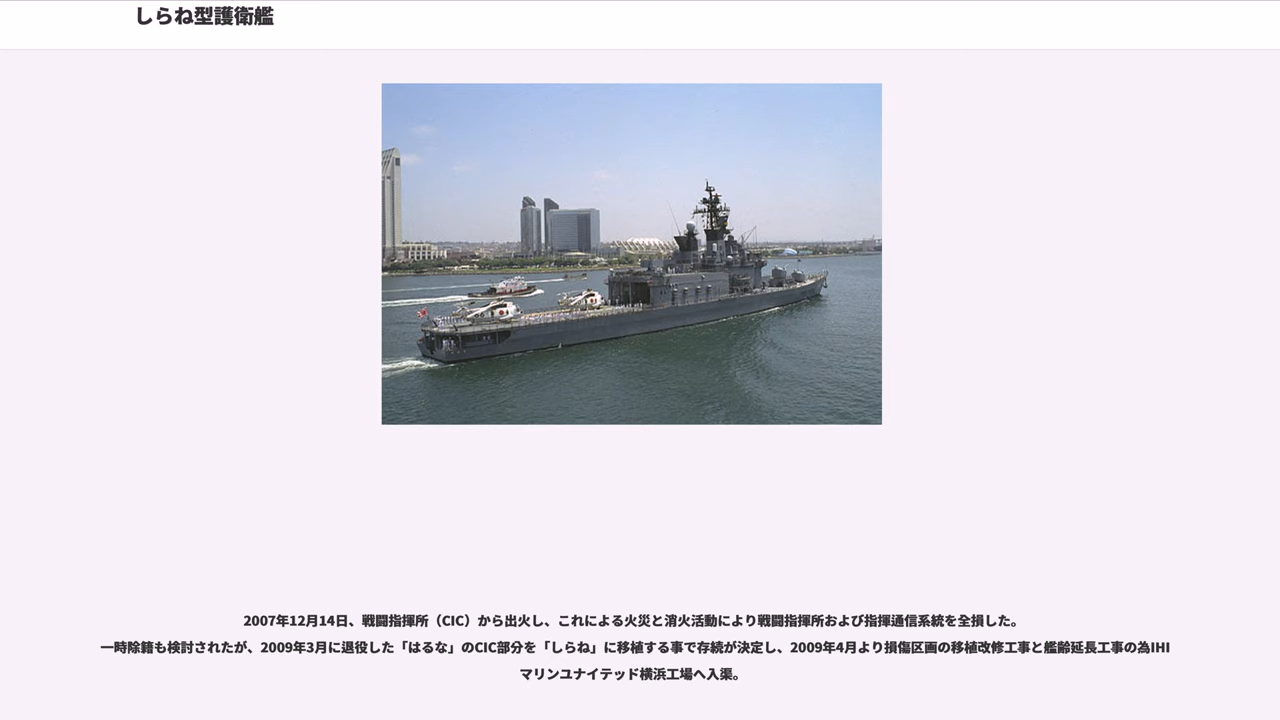 しらね型護衛艦
2007年12月14日、戦闘指揮所（CIC）から出火し、これによる火災と消火活動により戦闘指揮所および指揮通信系統を全損した。
一時除籍も検討されたが、2009年3月に退役した「はるな」のCIC部分を「しらね」に移植する事で存続が決定し、2009年4月より損傷区画の移植改修工事と艦齢延長工事の為IHI
マリンユナイテッド横浜工場へ入渠。